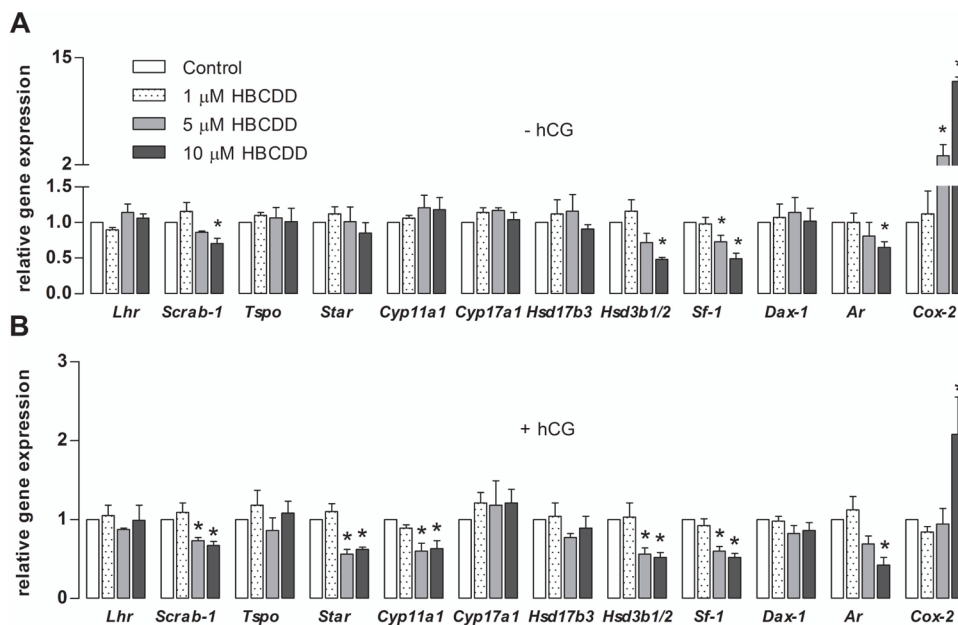 A
relative gene expression
15
2
1.5
1.0
0.5
0.0
Control
1 μM HBCDD
5 μM HBCDD
10 μM HBCDD
- hCG
*
*
*
*
*
*
*
Lhr Scrab-1 Tspo Star Cyp11a1 Cyp17a1 Hsd17b3 Hsd3b1/2 Sf-1 Dax-1 Ar Cox-2
B
relative gene expression
3
2
1
0
+ hCG
*
* *
* *
* *
* *
* *
*
Lhr Scrab-1 Tspo Star Cyp11a1 Cyp17a1 Hsd17b3 Hsd3b1/2 Sf-1 Dax-1 Ar Cox-2